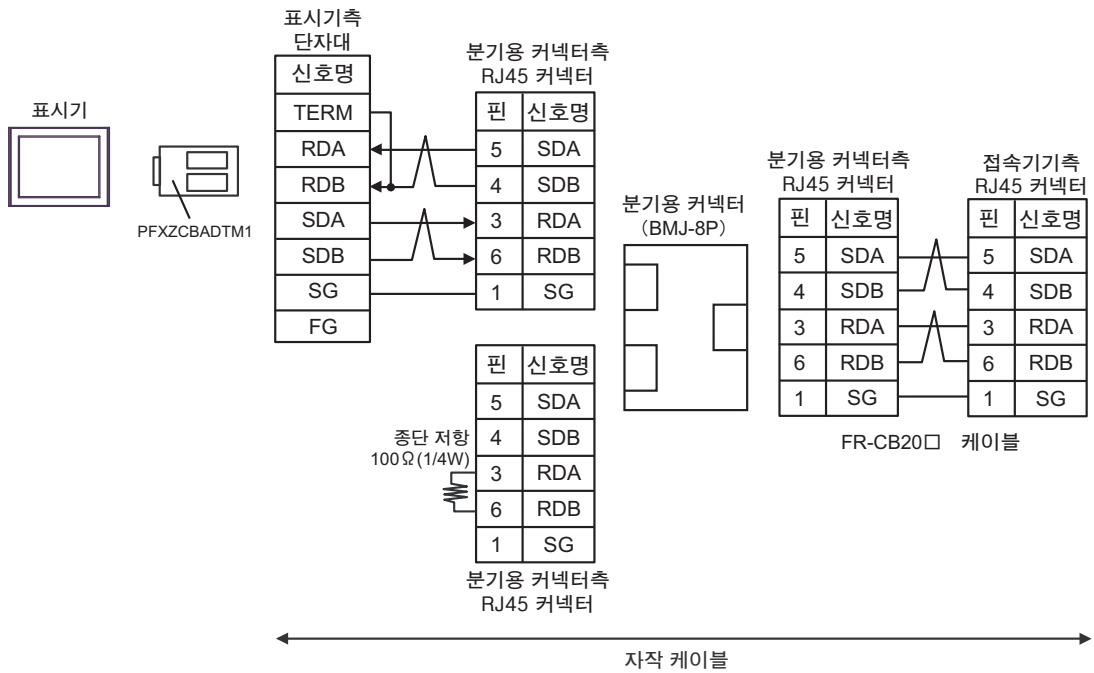 표시기
PFXZCBADTM1
표시기측
단자대
신호명
TERM
RDA
RDB
SDA
SDB
SG
FG
분기용 커넥터측
RJ45 커넥터
핀 신호명
5 SDA
4 SDB
3 RDA
6 RDB
1 SG
종단 저항
100Ω(1/4W)
핀 신호명
5 SDA
4 SDB
3 RDA
6 RDB
1 SG
분기용 커넥터측
RJ45 커넥터
분기용 커넥터
(BMJ-8P)
분기용 커넥터측
RJ45 커넥터
핀 신호명
5 SDA
4 SDB
3 RDA
6 RDB
1 SG
접속기기측
RJ45 커넥터
핀 신호명
5 SDA
4 SDB
3 RDA
6 RDB
1 SG
FR-CB20□ 케이블
자작 케이블